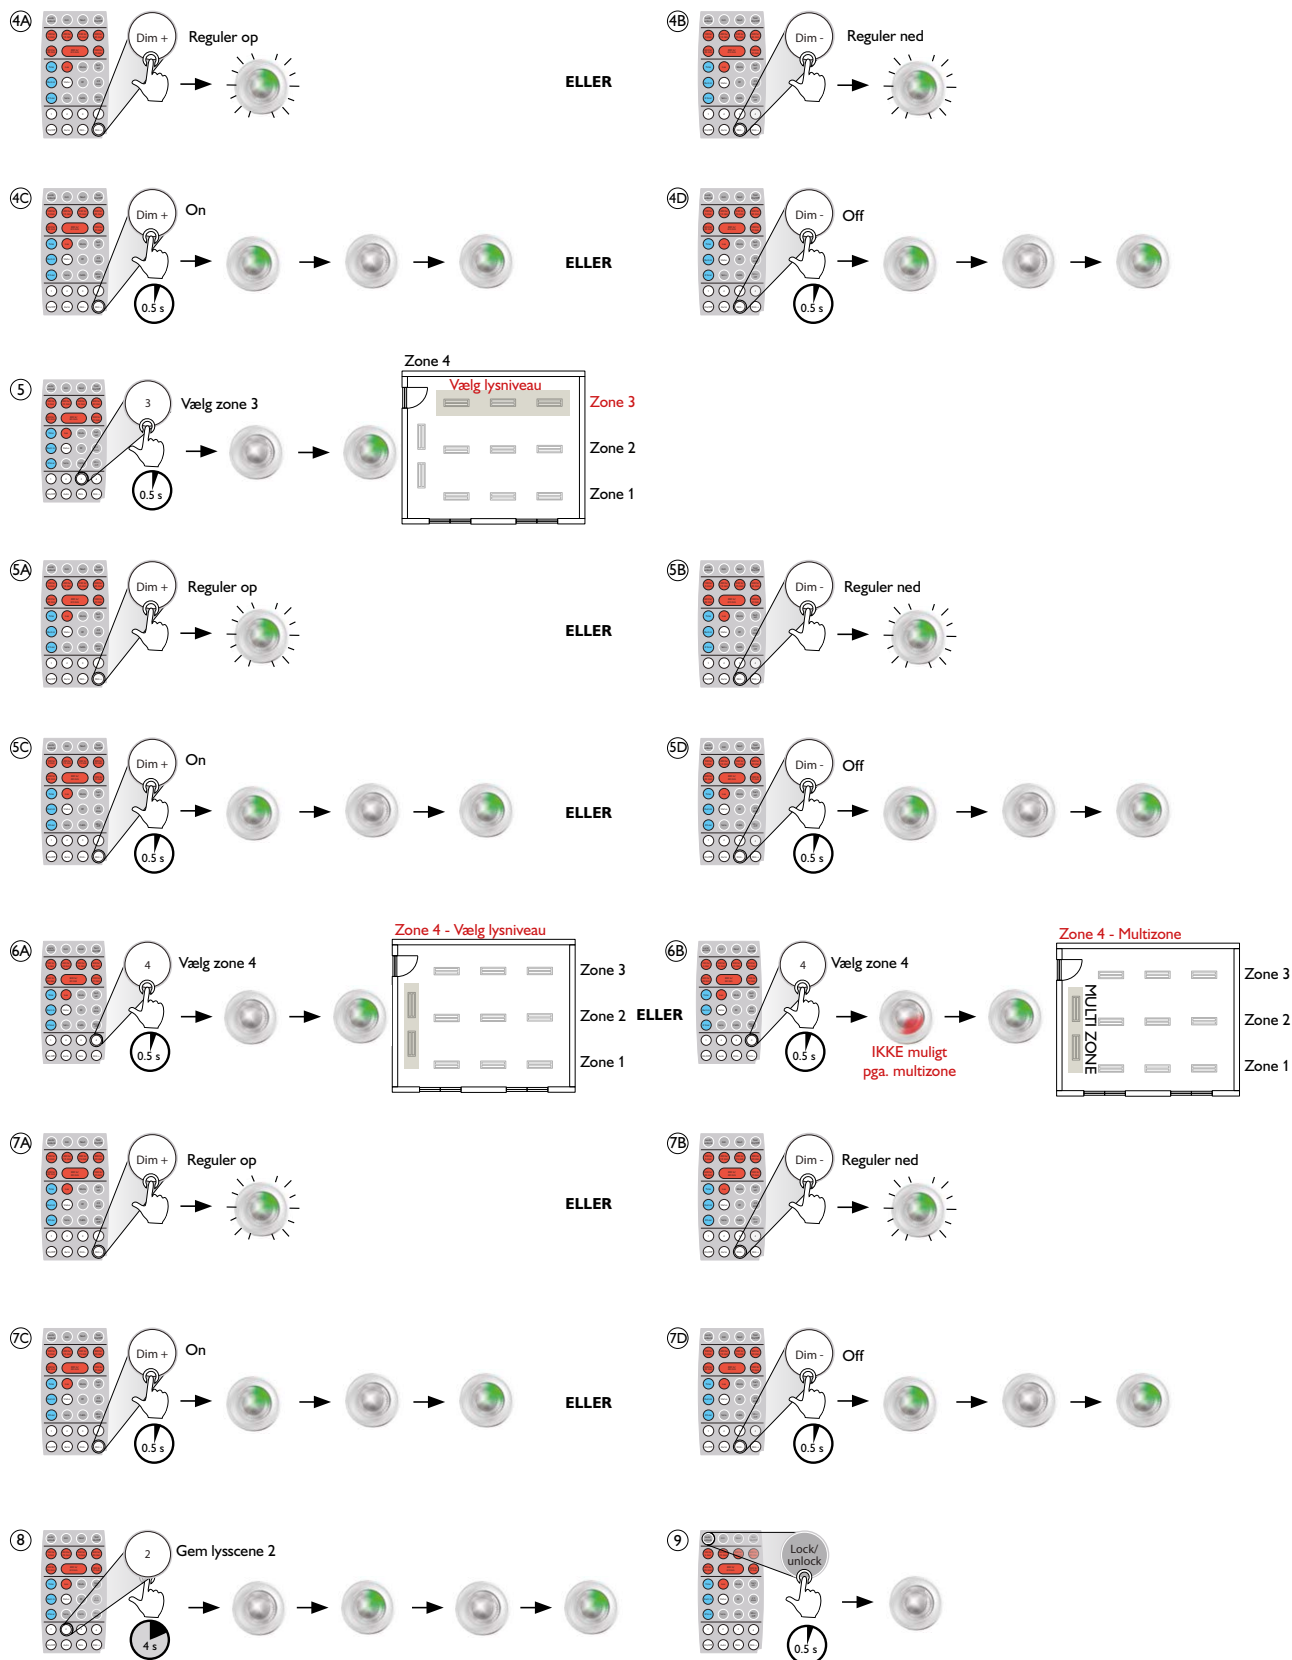 4A
Dim +
Reguler op
ELLER
4B
Dim -
Reguler ned
4C
Dim +
On
0.5 s
ELLER
4D
Dim -
Off
0.5 s
5
3
Vælg zone 3
0.5 s
Zone 4
Vælg lysniveau
Zone 3
Zone 2
Zone 1
5A
Dim +
Reguler op
ELLER
5B
Dim -
Reguler ned
5C
Dim +
On
0.5 s
ELLER
5D
Dim -
Off
0.5 s
6A
4
Vælg zone 4
0.5 s
Zone 4 - Vælg lysniveau
Zone 3
Zone 2
Zone 1
ELLER
6B
4
Vælg zone 4
0.5 s
IKKE muligt
pga. multizone
Zone 4 - Multizone
MULTI ZONE
Zone 3
Zone 2
Zone 1
7A
Dim +
Reguler op
ELLER
7B
Dim -
Reguler ned
7C
Dim +
On
0.5 s
ELLER
7D
Dim -
Off
0.5 s
8
2
Gem lysscene 2
4 s
9
Lock/
unlock
0.5 s